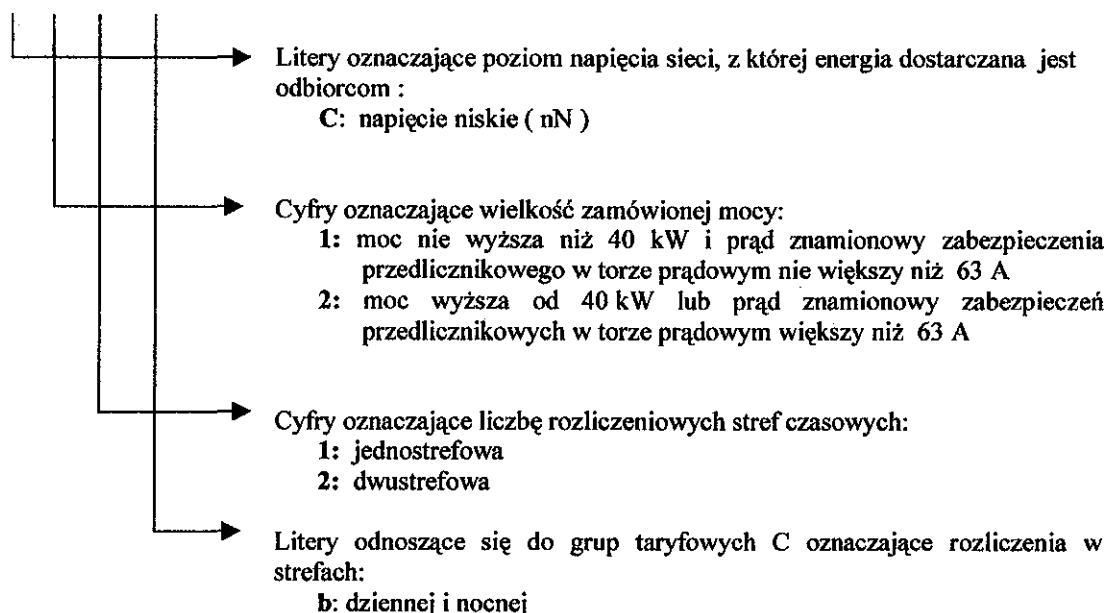 Litery oznaczające poziom napięcia sieci, z której energia dostarczana jest
odbiorcom :
C: napięcie niskie ( nN )
Cyfry oznaczające wielkość zamówionej mocy:
1: moc nie wyższa niż 40 kW i prąd znamionowy zabezpieczenia
przedlicznikowego w torze prądowym nie większy niż 63 A
2: moc wyższa od 40 kW lub prąd znamionowy zabezpieczeń
przedlicznikowych w torze prądowym większy niż 63 A
Cyfry oznaczające liczbę rozliczeniowych stref czasowych:
1: jednostrefowa
2: dwustrefowa
Litery odnoszące się do grup taryfowych C oznaczające rozliczenia w
strefach:
b: dziennej i nocnej